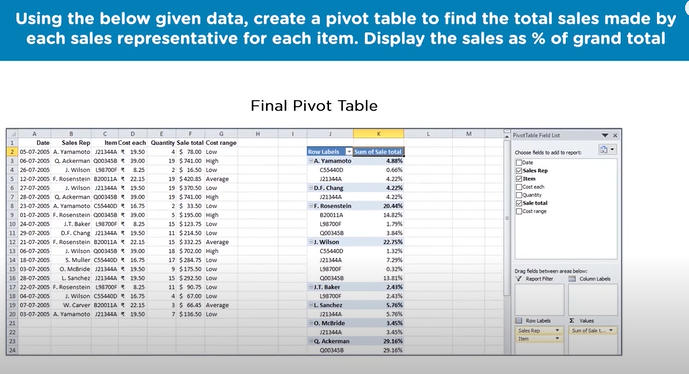 Using the below given data, create a pivot table to find the total sales made by
each sales representative for each item. Display the sales as % of grand total
Final Pivot Table
A B C D E F G H I J K L M
1 Date Sales Rep Item Cost each Quantity Sale total Cost range
2 05-07-2005 A. Yamamoto J21344A ₹ 19.50 4 $ 78.00 Low Row Labels Sum of Sale total
3 06-07-2005 Q. Ackerman Q00345B ₹ 39.00 19 $741.00 High A. Yamamoto 4.88%
4 26-07-2005 J. Wilson L98700F ₹ 8.25 2 $ 16.50 Low C55440D 0.66%
5 12-07-2005 F. Rosenstein B20011A ₹ 22.15 19 $420.85 Average J21344A 4.22%
6 27-07-2005 J. Wilson J21344A ₹ 19.50 19 $370.50 Low D.F. Chang 4.22%
7 28-07-2005 Q. Ackerman Q00345B ₹ 39.00 19 $741.00 High J21344A 4.22%
8 23-07-2005 A. Yamamoto C55440D ₹ 16.75 2 $ 33.50 Low F. Rosenstein 20.44%
9 01-07-2005 F. Rosenstein Q00345B ₹ 39.00 5 $195.00 High B20011A 14.82%
10 24-07-2005 J.T. Baker L98700F ₹ 8.25 15 $123.75 Low L98700F 1.79%
11 29-07-2005 D.F. Chang J21344A ₹ 19.50 11 $214.50 Low Q00345B 3.84%
12 21-07-2005 F. Rosenstein B20011A ₹ 22.15 15 $332.25 Average J. Wilson 22.75%
13 06-07-2005 J. Wilson Q00345B ₹ 39.00 18 $702.00 High C55440D 1.32%
14 18-07-2005 S. Muller C55440D ₹ 16.75 17 $284.75 Low J21344A 7.29%
15 03-07-2005 O. McBride J21344A ₹ 19.50 9 $175.50 Low L98700F 0.32%
16 28-07-2005 L. Sanchez J21344A ₹ 19.50 15 $292.50 Low Q00345B 13.81%
17 22-07-2005 F. Rosenstein L98700F ₹ 8.25 11 $ 90.75 Low J.T. Baker 2.43%
18 04-07-2005 J. Wilson C55440D ₹ 16.75 4 $ 67.00 Low L98700F 2.43%
19 07-07-2005 W. Carver B20011A ₹ 22.15 3 $ 66.45 Average L. Sanchez 5.76%
20 03-07-2005 A. Yamamoto J21344A ₹ 19.50 7 $136.50 Low J21344A 5.76%
21 O. McBride 3.45%
22 J21344A 3.45%
23 Q. Ackerman 29.16%
24 Q00345B 29.16%
PivotTable Field List
Choose fields to add to report:
Date
Sales Rep
Item
Cost each
Quantity
Sale total
Cost range
Drag fields between areas below:
Report Filter Column Labels
Row Labels Σ Values
Sales Rep Sum of Sale t...
Item